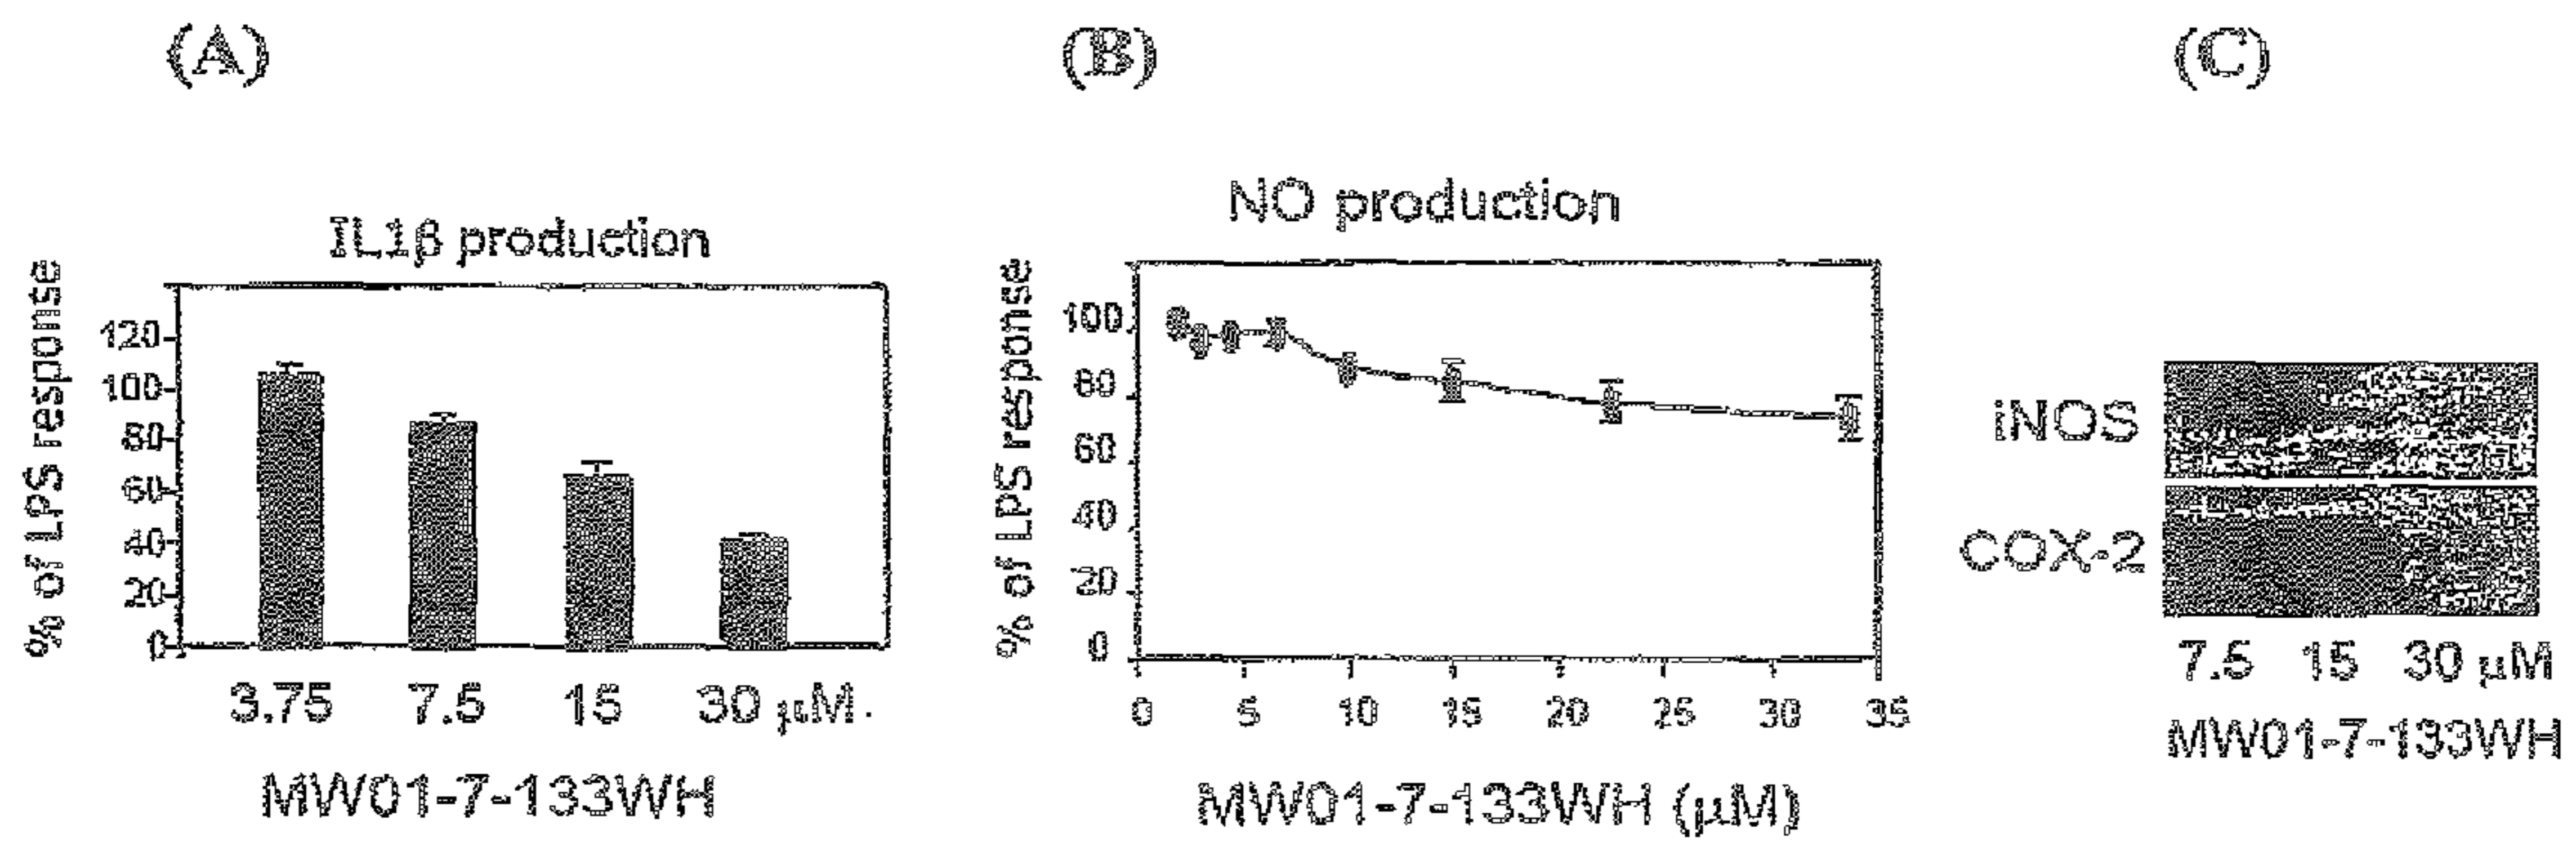 (A)
IL1β production
% of LPS response
120
100
80
60
40
20
0
3.75 7.5 15 30 µM.
MW01-7-133WH
(B)
NO production
% of LPS response
100
80
60
40
20
0
0 5 10 15 20 25 30 35
MW01-7-133WH (µM)
(C)
iNOS
COX-2
7.5 15 30 µM
MW01-7-133WH